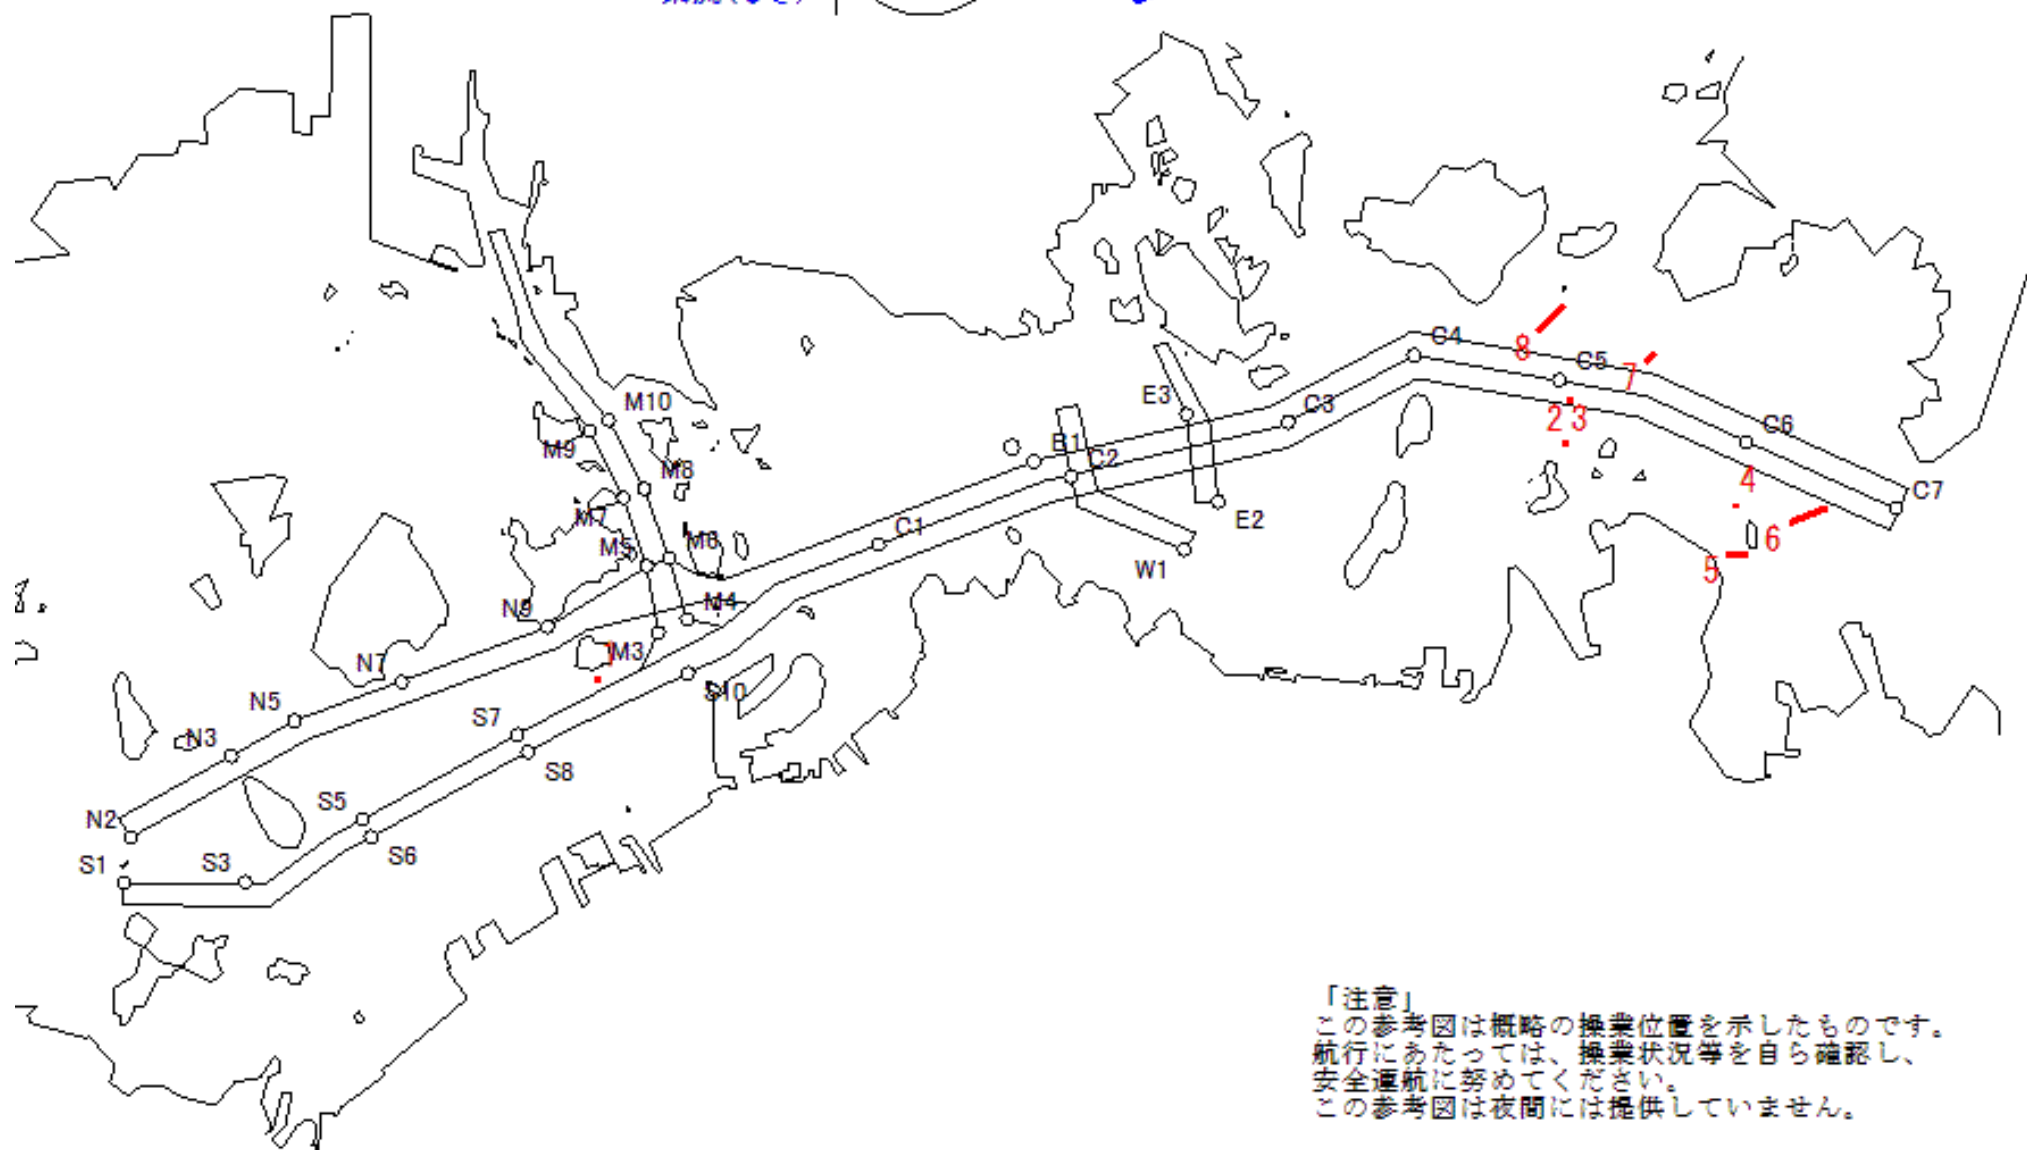 C4
8
C5
7
E3
M10
C3
2 3
C6
M9
B1
M8
C2
4
C7
M7
E2
C1
6
M5
M6
W1
5
N9
M4
M3
N7
S10
N5
S7
N3
S8
S5
N2
S6
S1
S3
「注意」
この参考図は概略の操業位置を示したものです。
航行にあたっては、操業状況等を自ら確認し、
安全運航に努めてください。
この参考図は夜間には提供していません。